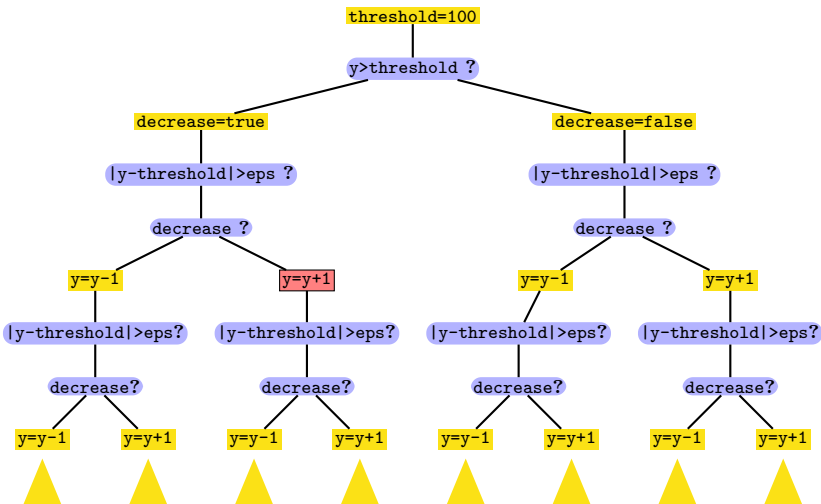 threshold=100
y>threshold ?
decrease=true
decrease=false
|y-threshold|>eps ?
|y-threshold|>eps ?
decrease ?
decrease ?
y=y-1
y=y+1
y=y-1
y=y+1
|y-threshold|>eps?
|y-threshold|>eps?
|y-threshold|>eps?
|y-threshold|>eps?
decrease?
decrease?
decrease?
decrease?
y=y-1
y=y+1
y=y-1
y=y+1
y=y-1
y=y+1
y=y-1
y=y+1